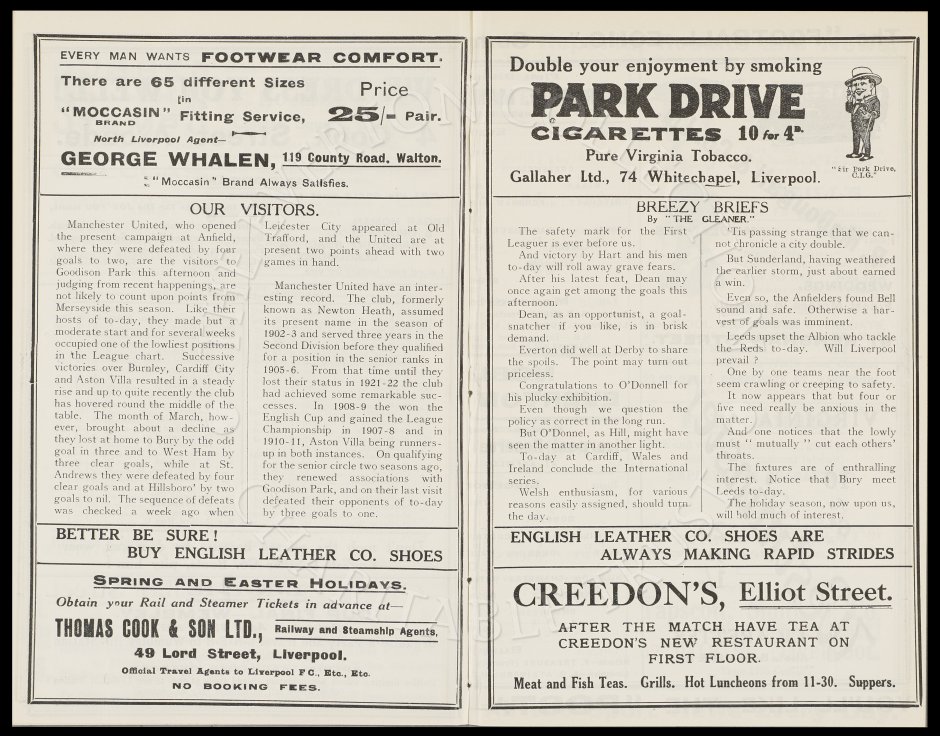 EVERY MAN WANTS FOOTWEAR COMFORT.
There are 65 different Sizes
in
"MOCCASIN" Fitting Service,
BRAND
Price
25/- Pair.
North Liverpool Agent—
GEORGE WHALEN, 119 County Road, Walton.
"Moccasin" Brand Always Satisfies.
OUR VISITORS.
Manchester United, who opened
the present campaign at Anfield,
where they were defeated by four
goals to two, are the visitors to
Goodison Park this afternoon and
judging from recent happenings, are
not likely to count upon points from
Merseyside this season. Like their
hosts of to-day, they made but a
moderate start and for several weeks
occupied one of the lowliest positions
in the League chart. Successive
victories over Burnley, Cardiff City
and Aston Villa resulted in a steady
rise and up to quite recently the club
has hovered round the middle of the
table. The month of March, how-
ever, brought about a decline as
they lost at home to Bury by the odd
goal in three and to West Ham by
three clear goals, while at St.
Andrews they were defeated by four
clear goals and at Hillsboro' by two
goals to nil. The sequence of defeats
was checked a week ago when
Leicester City appeared at Old
Trafford, and the United are at
present two points ahead with two
games in hand.
Manchester United have an inter-
esting record. The club, formerly
known as Newton Heath, assumed
its present name in the season of
1902-3 and served three years in the
Second Division before they qualified
for a position in the senior ranks in
1905-6. From that time until they
lost their status in 1921-22 the club
had achieved some remarkable suc-
cesses. In 1908-9 the won the
English Cup and gained the League
Championship in 1907-8 and in
1910-11, Aston Villa being runners-
up in both instances. On qualifying
for the senior circle two seasons ago,
they renewed associations with
Goodison Park, and on their last visit
defeated their opponents of to-day
by three goals to one.
BETTER BE SURE!
BUY ENGLISH LEATHER CO. SHOES
SPRING AND EASTER HOLIDAYS.
Obtain your Rail and Steamer Tickets in advance at—
THOMAS COOK & SON LTD., Railway and Steamship Agents,
49 Lord Street, Liverpool.
Official Travel Agents to Liverpool F C., Etc., Etc.
NO BOOKING FEES.
Double your enjoyment by smoking
PARK DRIVE
CIGARETTES 10 for 4D.
Pure Virginia Tobacco.
Gallaher Ltd., 74 Whitechapel, Liverpool.
"Sir Park Drive,
C.I.G."
BREEZY BRIEFS
By "THE GLEANER."
The safety mark for the First
Leaguer is ever before us.
And victory by Hart and his men
to-day will roll away grave fears.
After his latest feat, Dean may
once again get among the goals this
afternoon.
Dean, as an opportunist, a goal-
snatcher if you like, is in brisk
demand.
Everton did well at Derby to share
the spoils. The point may turn out
priceless.
Congratulations to O'Donnell for
his plucky exhibition.
Even though we question the
policy as correct in the long run.
But O'Donnel, as Hill, might have
seen the matter in another light.
To-day at Cardiff, Wales and
Ireland conclude the International
series.
Welsh enthusiasm, for various
reasons easily assigned, should turn
the day.
'Tis passing strange that we can-
not chronicle a city double.
But Sunderland, having weathered
the earlier storm, just about earned
a win.
Even so, the Anfielders found Bell
sound and safe. Otherwise a har-
vest of goals was imminent.
Leeds upset the Albion who tackle
the Reds to-day. Will Liverpool
prevail ?
One by one teams near the foot
seem crawling or creeping to safety.
It now appears that but four or
five need really be anxious in the
matter.
And one notices that the lowly
must " mutually " cut each others'
throats.
The fixtures are of enthralling
interest. Notice that Bury meet
Leeds to-day.
The holiday season, now upon us,
will hold much of interest.
ENGLISH LEATHER CO. SHOES ARE
ALWAYS MAKING RAPID STRIDES
CREEDON'S, Elliot Street.
AFTER THE MATCH HAVE TEA AT
CREEDON'S NEW RESTAURANT ON
FIRST FLOOR.
Meat and Fish Teas. Grills. Hot Luncheons from 11-30. Suppers.